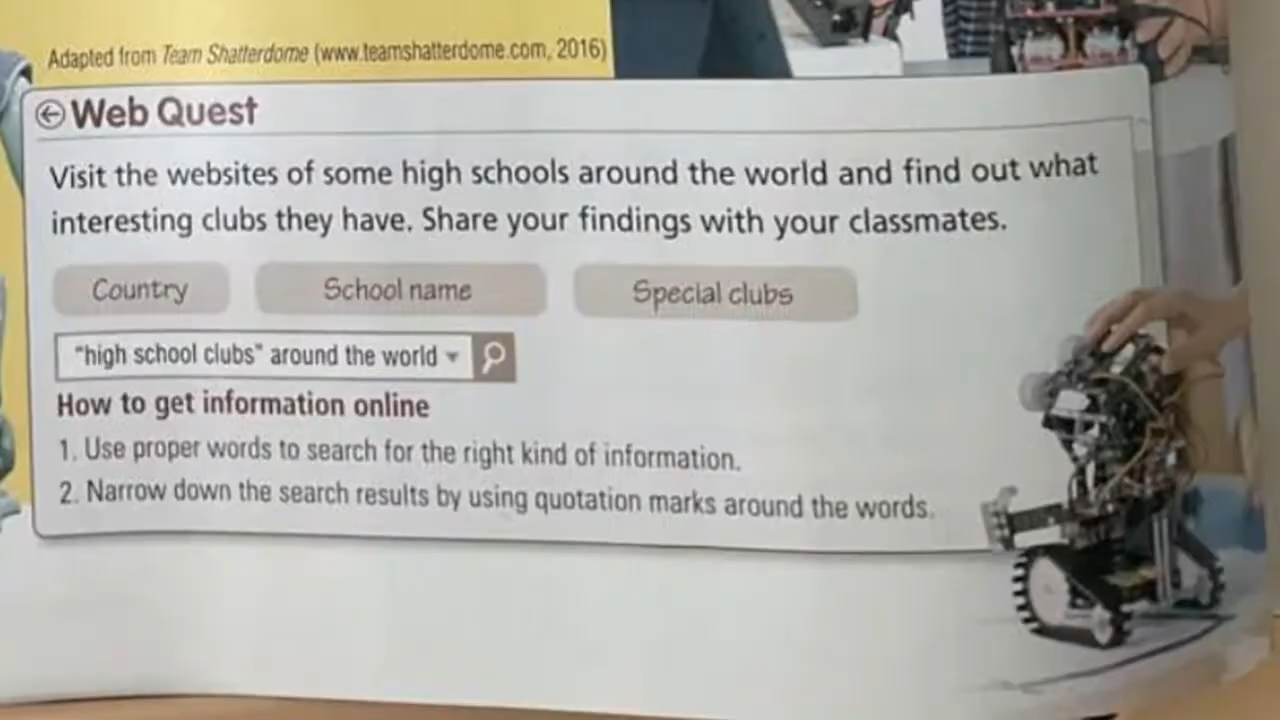 Adapted from Team Shatterdome (www.teamshatterdome.com, 2016)
Web Quest
Visit the websites of some high schools around the world and find out what
interesting clubs they have. Share your findings with your classmates.
Country School name Special clubs
"high school clubs" around the world
How to get information online
1. Use proper words to search for the right kind of information.
2. Narrow down the search results by using quotation marks around the words.